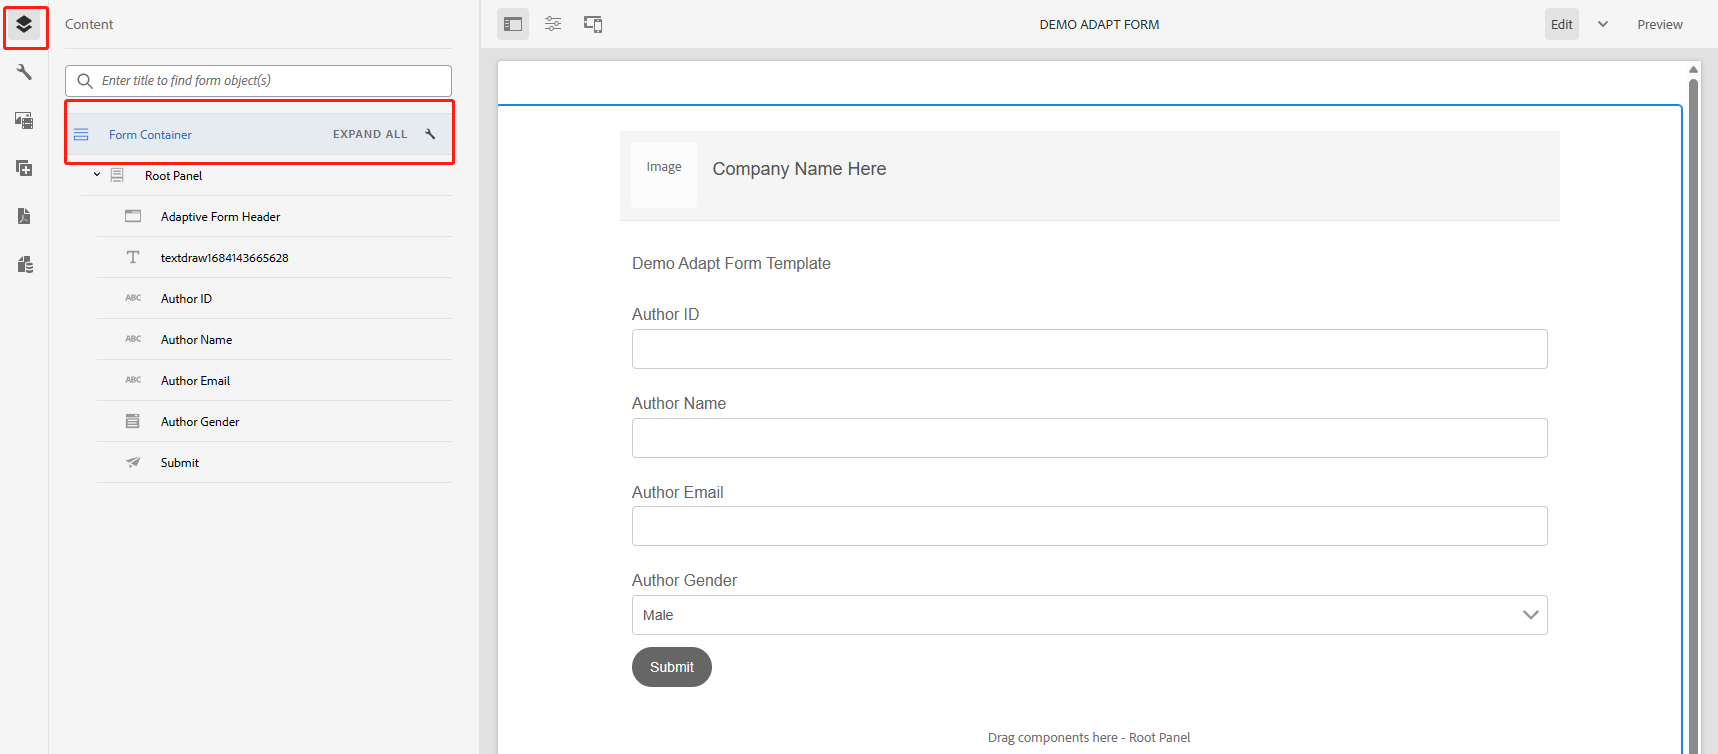 Content
DEMO ADAPT FORM
Edit
Preview
Enter title to find form object(s)
Form Container
EXPAND ALL
Root Panel
Adaptive Form Header
textdraw1684143665628
ABC Author ID
ABC Author Name
ABC Author Email
Author Gender
Submit
Image
Company Name Here
Demo Adapt Form Template
Author ID
Author Name
Author Email
Author Gender
Male
Submit
Drag components here - Root Panel